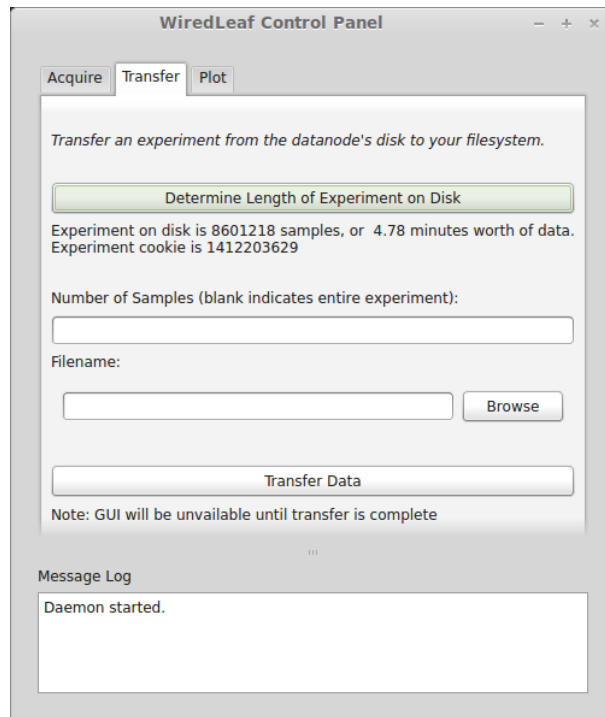 WiredLeaf Control Panel
Acquire Transfer Plot
Transfer an experiment from the datanode's disk to your filesystem.
Determine Length of Experiment on Disk
Experiment on disk is 8601218 samples, or  4.78 minutes worth of data.
Experiment cookie is 1412203629
Number of Samples (blank indicates entire experiment):
Filename:
Browse
Transfer Data
Note: GUI will be unvailable until transfer is complete
Message Log
Daemon started.